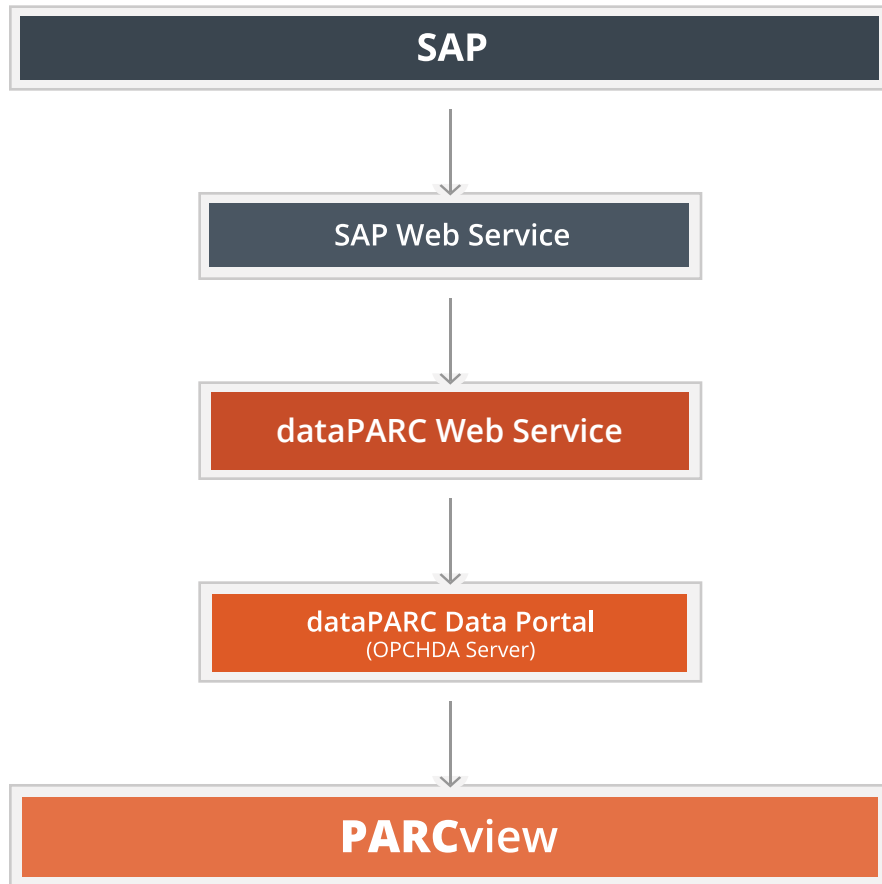 SAP
SAP Web Service
dataPARC Web Service
dataPARC Data Portal
(OPCHDA Server)
PARCview